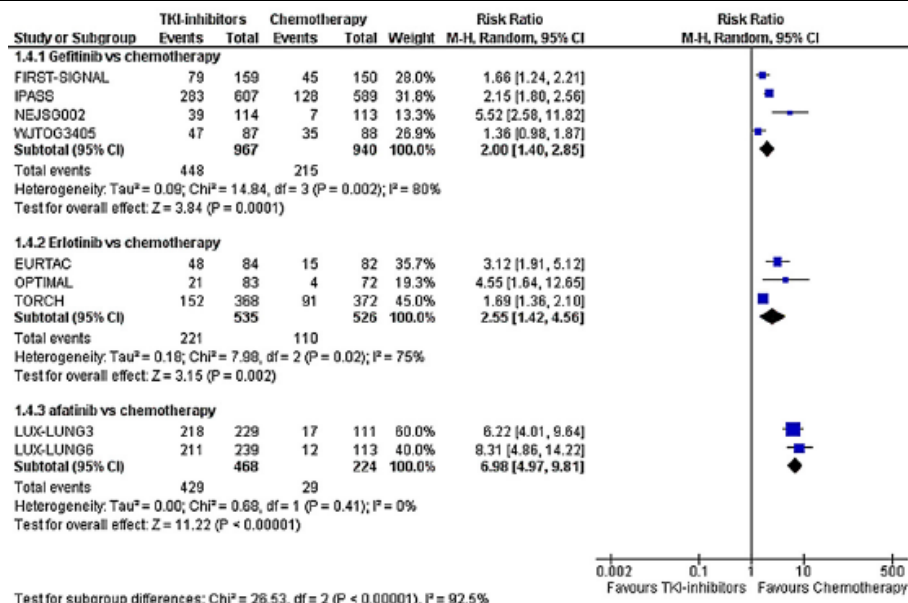 TKI-inhibitors Chemotherapy Risk Ratio Risk Ratio
Study or Subgroup Events Total Events Total Weight M-H, Random, 95% CI M-H, Random, 95% CI
1.4.1 Gefitinib vs chemotherapy
FIRST-SIGNAL 79 159 45 150 28.0% 1.66 [1.24, 2.21]
IPASS 283 607 128 589 31.8% 2.15 [1.80, 2.56]
NEJSG002 39 114 7 113 13.3% 5.52 [2.58, 11.82]
WJTOG3405 47 87 35 88 26.9% 1.36 [0.98, 1.87]
Subtotal (95% CI) 967 940 100.0% 2.00 [1.40, 2.85]
Total events 448 215
Heterogeneity: Tau² = 0.09; Chi² = 14.84, df = 3 (P = 0.002); I² = 80%
Test for overall effect: Z = 3.84 (P = 0.0001)
1.4.2 Erlotinib vs chemotherapy
EURTAC 48 84 15 82 35.7% 3.12 [1.91, 5.12]
OPTIMAL 21 83 4 72 19.3% 4.55 [1.64, 12.65]
TORCH 152 368 91 372 45.0% 1.69 [1.36, 2.10]
Subtotal (95% CI) 535 526 100.0% 2.55 [1.42, 4.56]
Total events 221 110
Heterogeneity: Tau² = 0.18; Chi² = 7.98, df = 2 (P = 0.02); I² = 75%
Test for overall effect: Z = 3.15 (P = 0.002)
1.4.3 afatinib vs chemotherapy
LUX-LUNG3 218 229 17 111 60.0% 6.22 [4.01, 9.64]
LUX-LUNG6 211 239 12 113 40.0% 8.31 [4.86, 14.22]
Subtotal (95% CI) 468 224 100.0% 6.98 [4.97, 9.81]
Total events 429 29
Heterogeneity: Tau² = 0.00; Chi² = 0.68, df = 1 (P = 0.41); I² = 0%
Test for overall effect: Z = 11.22 (P < 0.00001)
0.002 0.1 1 10 500
Favours TKI-inhibitors Favours Chemotherapy
Test for subgroup differences: Chi² = 26.53, df = 2 (P < 0.00001), I² = 92.5%